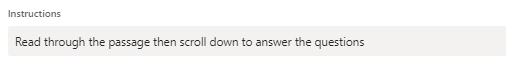 Instructions
Read through the passage then scroll down to answer the questions